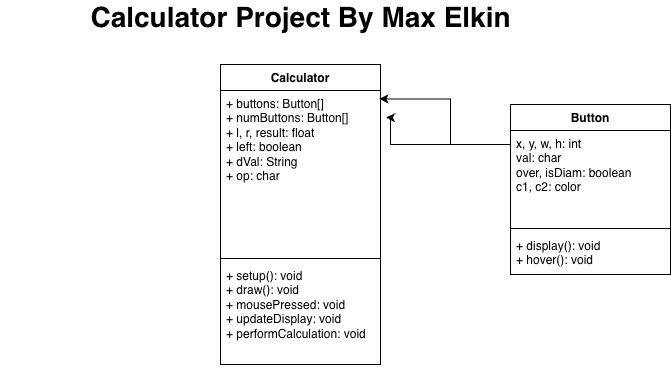 Calculator Project By Max Elkin
Calculator
+ buttons: Button[]
+ numButtons: Button[]
+ l, r, result: float
+ left: boolean
+ dVal: String
+ op: char
+ setup(): void
+ draw(): void
+ mousePressed: void
+ updateDisplay: void
+ performCalculation: void
Button
x, y, w, h: int
val: char
over, isDiam: boolean
c1, c2: color
+ display(): void
+ hover(): void